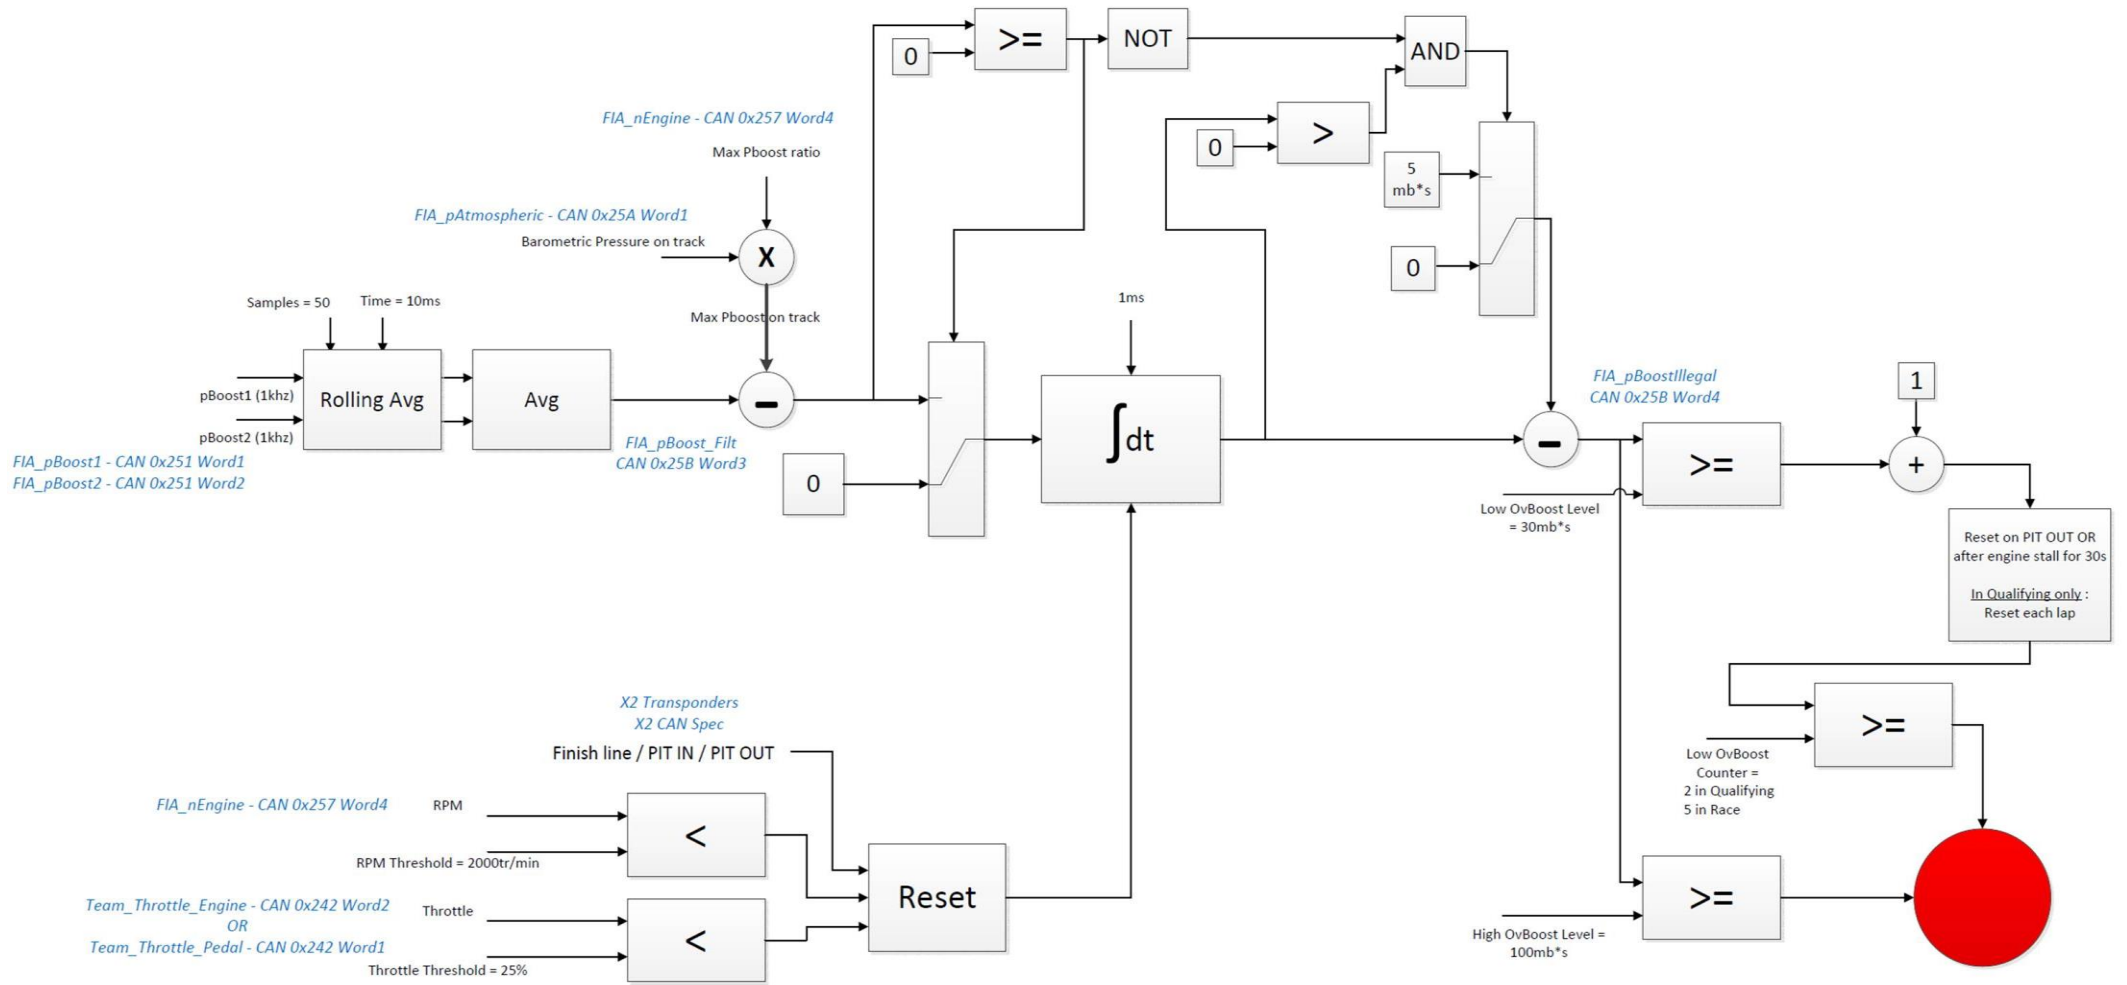 >=
NOT
AND
0
FIA_nEngine - CAN 0x257 Word4
Max Pboost ratio
>
0
5
mb*s
FIA_pAtmospheric - CAN 0x25A Word1
Barometric Pressure on track
X
0
Samples = 50
Time = 10ms
Max Pboost on track
1ms
pBoost1 (1khz)
pBoost2 (1khz)
Rolling Avg
Avg
-
FIA_pBoost1 - CAN 0x251 Word1
FIA_pBoost2 - CAN 0x251 Word2
FIA_pBoost_Filt
CAN 0x25B Word3
0
∫dt
-
FIA_pBoostIllegal
CAN 0x25B Word4
1
>=
+
Low OvBoost Level
= 30mb*s
Reset on PIT OUT OR
after engine stall for 30s
In Qualifying only :
Reset each lap
X2 Transponders
X2 CAN Spec
Finish line / PIT IN / PIT OUT
>=
Low OvBoost
Counter =
2 in Qualifying
5 in Race
FIA_nEngine - CAN 0x257 Word4
RPM
<
RPM Threshold = 2000tr/min
Team_Throttle_Engine - CAN 0x242 Word2
OR
Team_Throttle_Pedal - CAN 0x242 Word1
Throttle
<
Throttle Threshold = 25%
Reset
>=
High OvBoost Level =
100mb*s